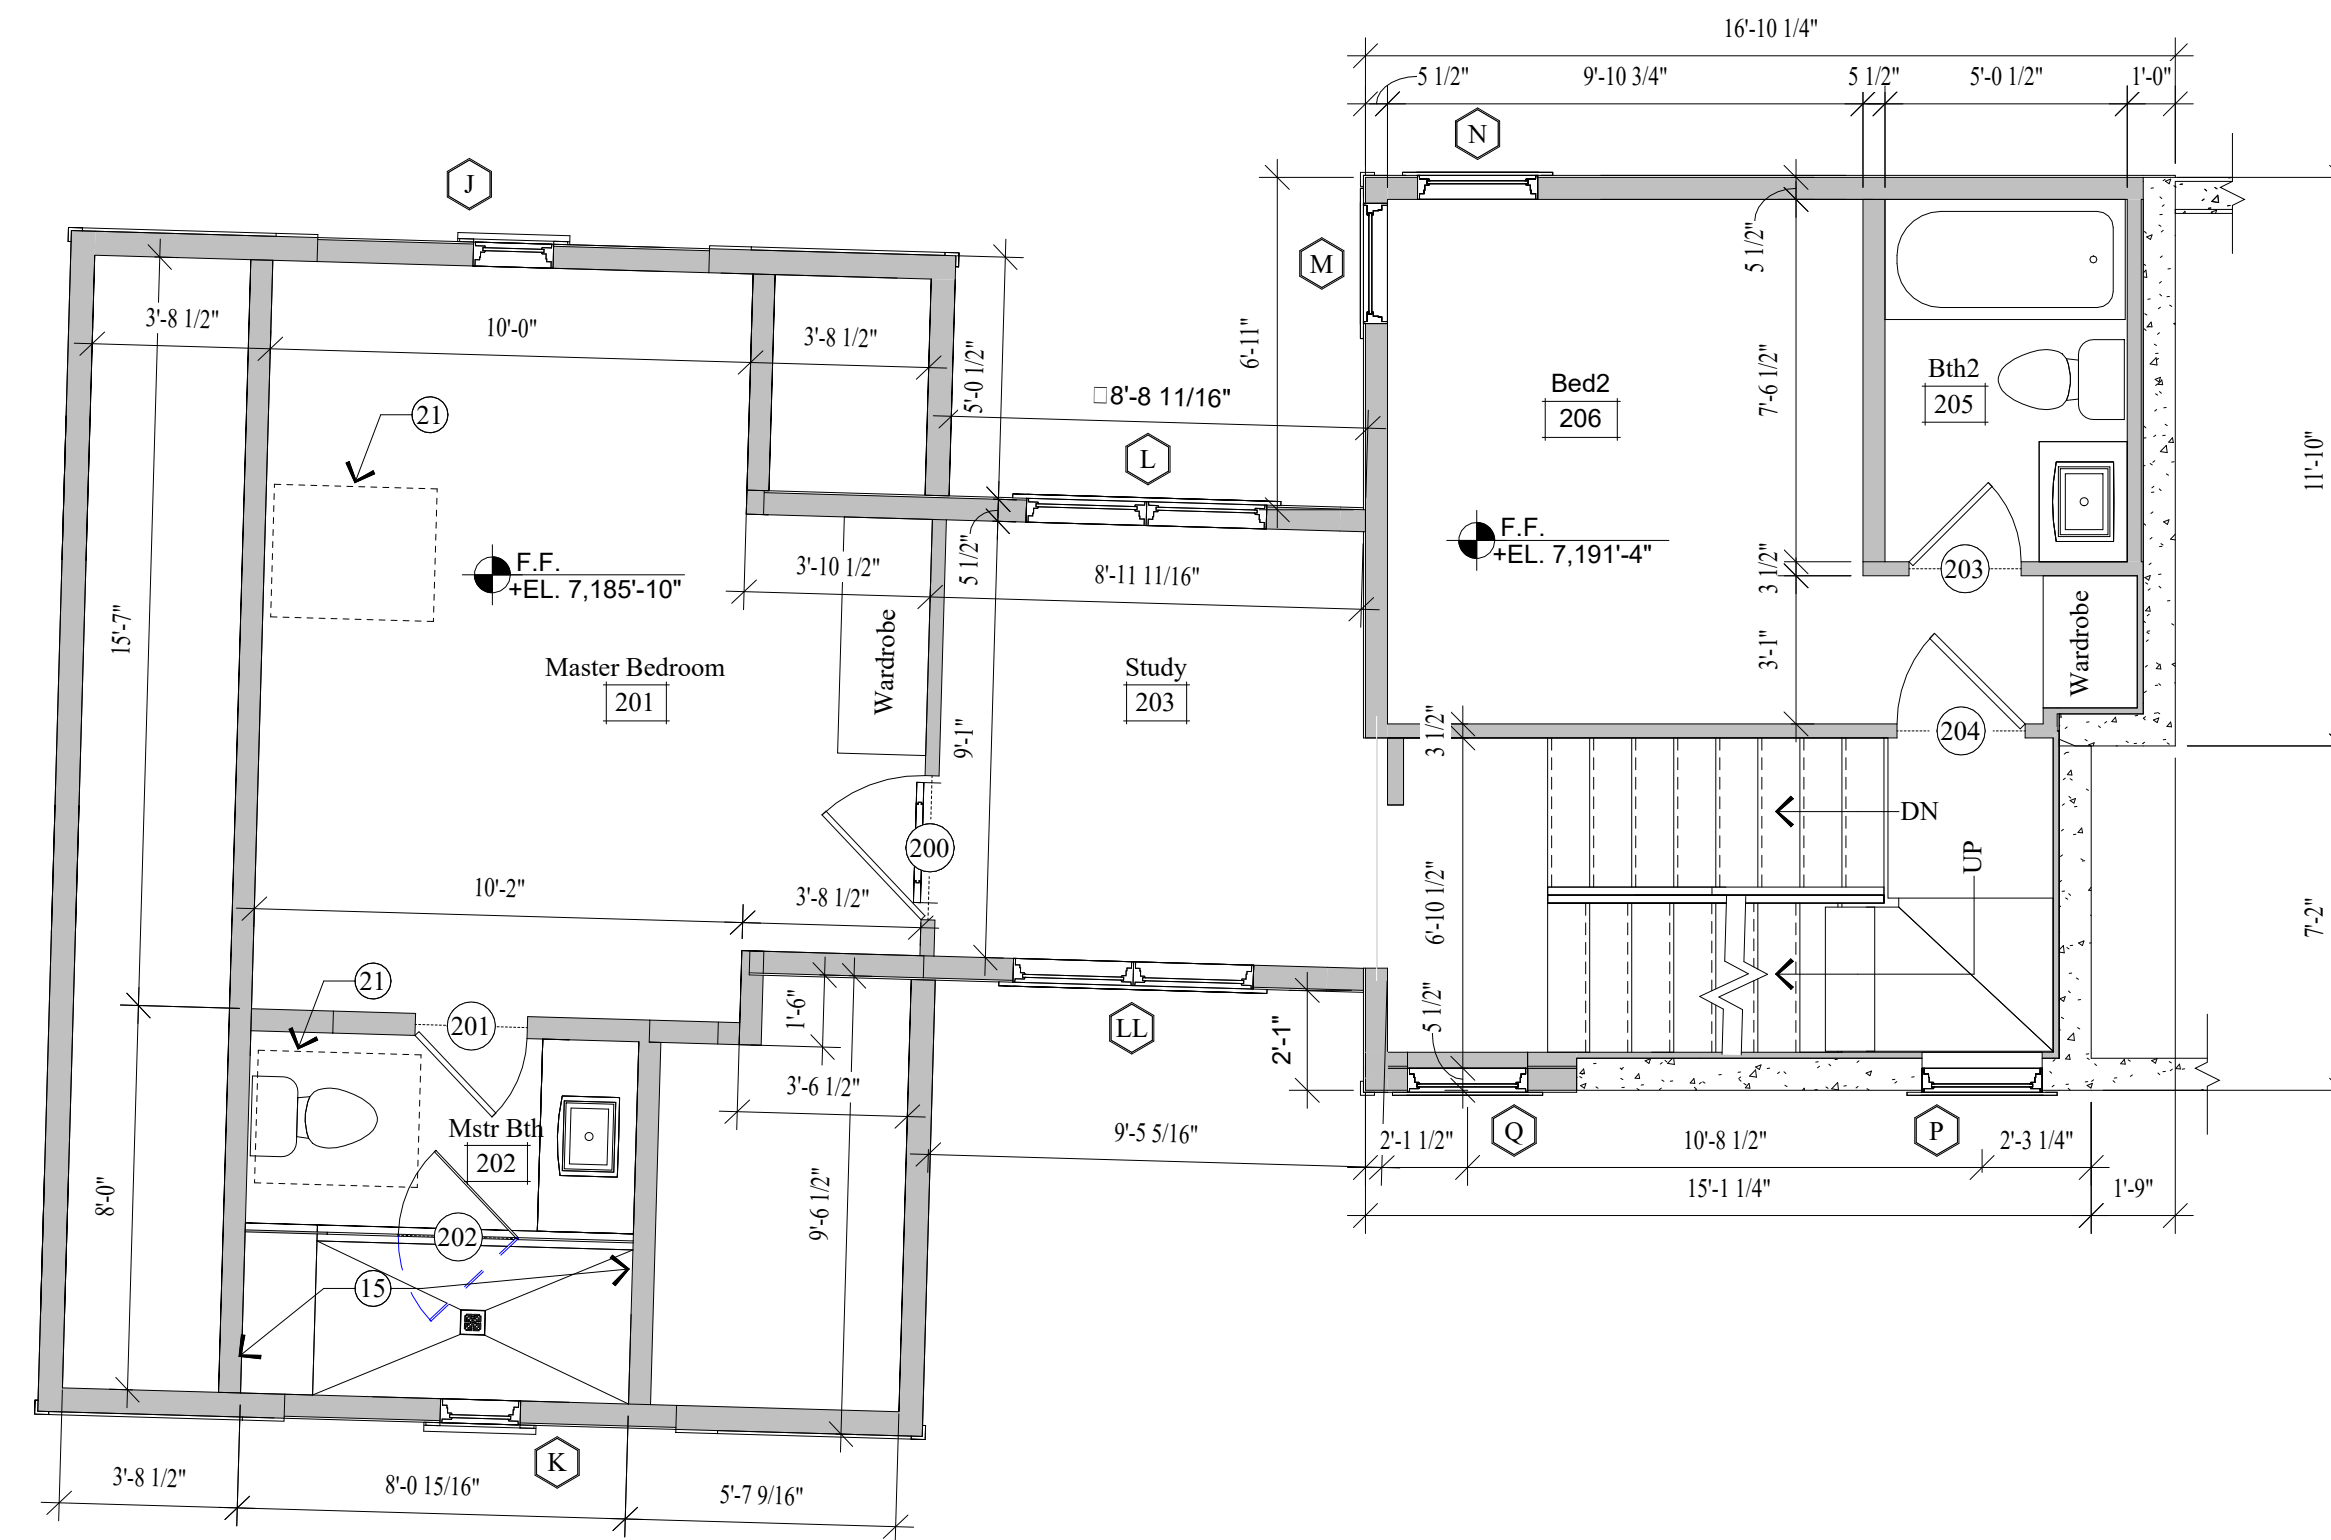 16'-10 1/4"
5 1/2"
9'-10 3/4"
5 1/2"
5'-0 1/2"
1'-0"
N
J
M
5 1/2"
3'-8 1/2"
10'-0"
3'-8 1/2"
5'-0 1/2"
6'-11"
□8'-8 11/16"
7'-6 1/2"
Bed2
206
Bth2
205
11'-10"
21
L
F.F.
+EL. 7,185'-10"
F.F.
+EL. 7,191'-4"
3'-10 1/2"
5 1/2"
8'-11 11/16"
3 1/2"
203
15'-7"
Wardrobe
3'-1"
Wardrobe
Master Bedroom
201
Study
203
9'-1"
3 1/2"
204
DN
UP
200
10'-2"
3'-8 1/2"
6'-10 1/2"
7'-2"
21
201
1'-6"
LL
2'-1"
5 1/2"
3'-6 1/2"
Mstr Bth
202
9'-5 5/16"
2'-1 1/2"
Q
10'-8 1/2"
P
2'-3 1/4"
8'-0"
9'-6 1/2"
15'-1 1/4"
1'-9"
202
15
K
3'-8 1/2"
8'-0 15/16"
5'-7 9/16"